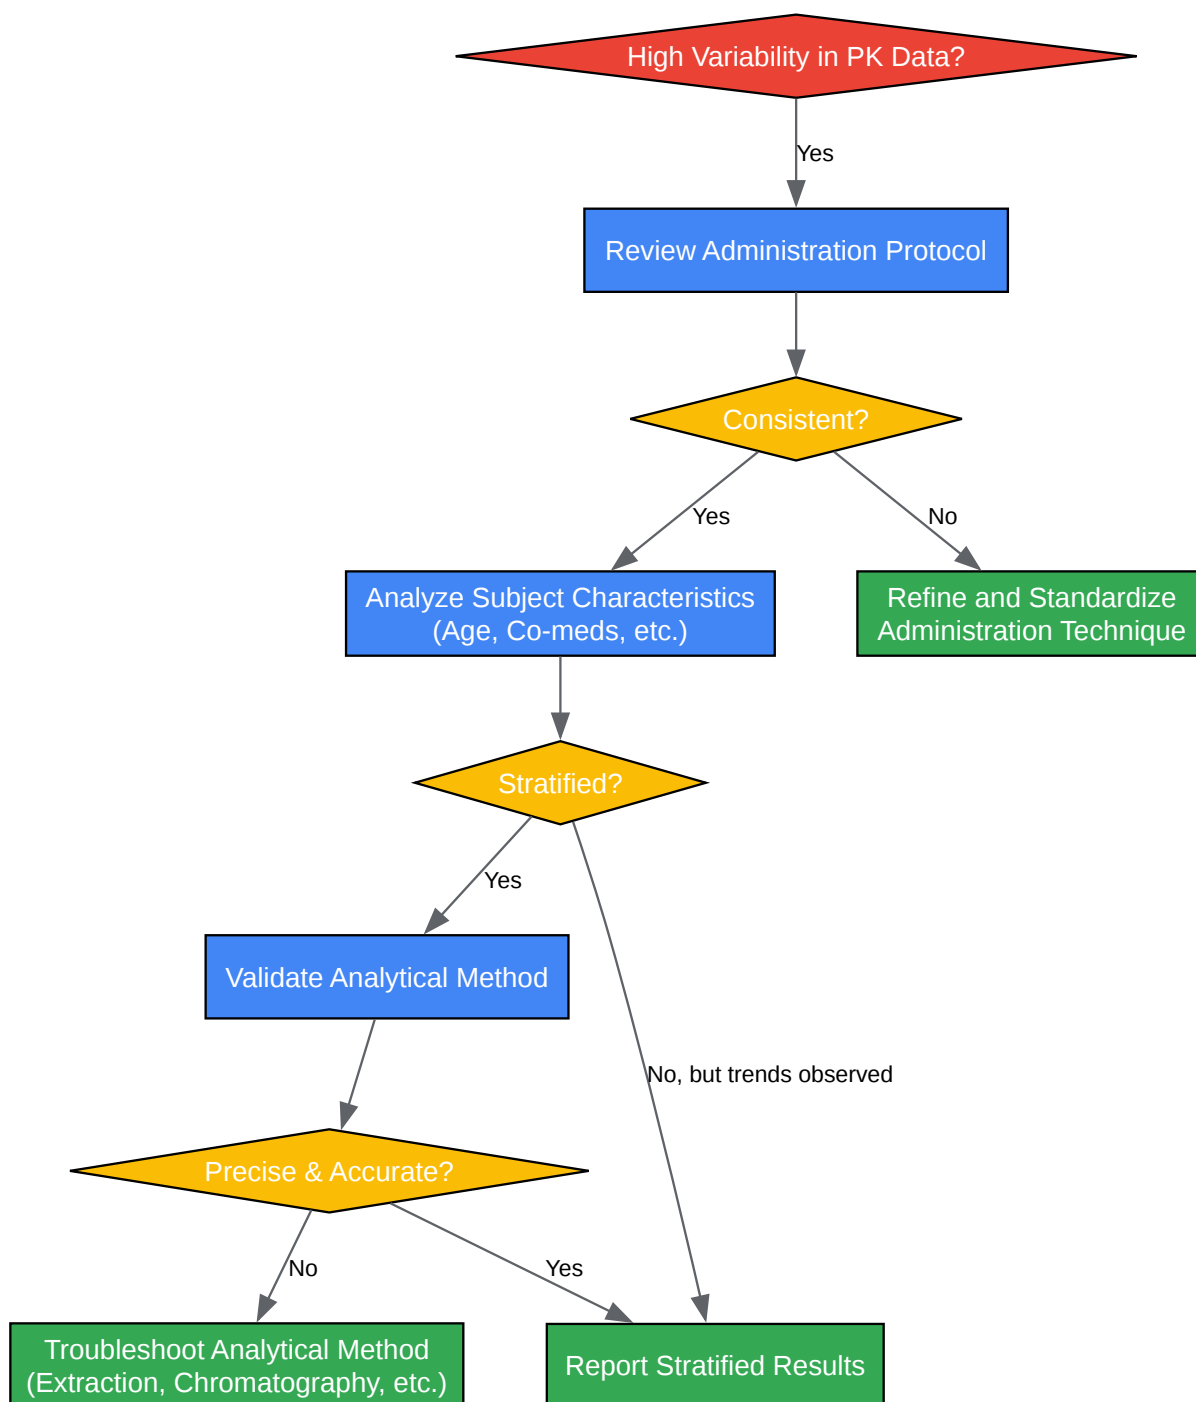 High Variability in PK Data?
Yes
Review Administration Protocol
Consistent?
Yes
No
Analyze Subject Characteristics
(Age, Co-meds, etc.)
Refine and Standardize
Administration Technique
Stratified?
Yes
Validate Analytical Method
No, but trends observed
Precise & Accurate?
No
Yes
Troubleshoot Analytical Method
(Extraction, Chromatography, etc.)
Report Stratified Results